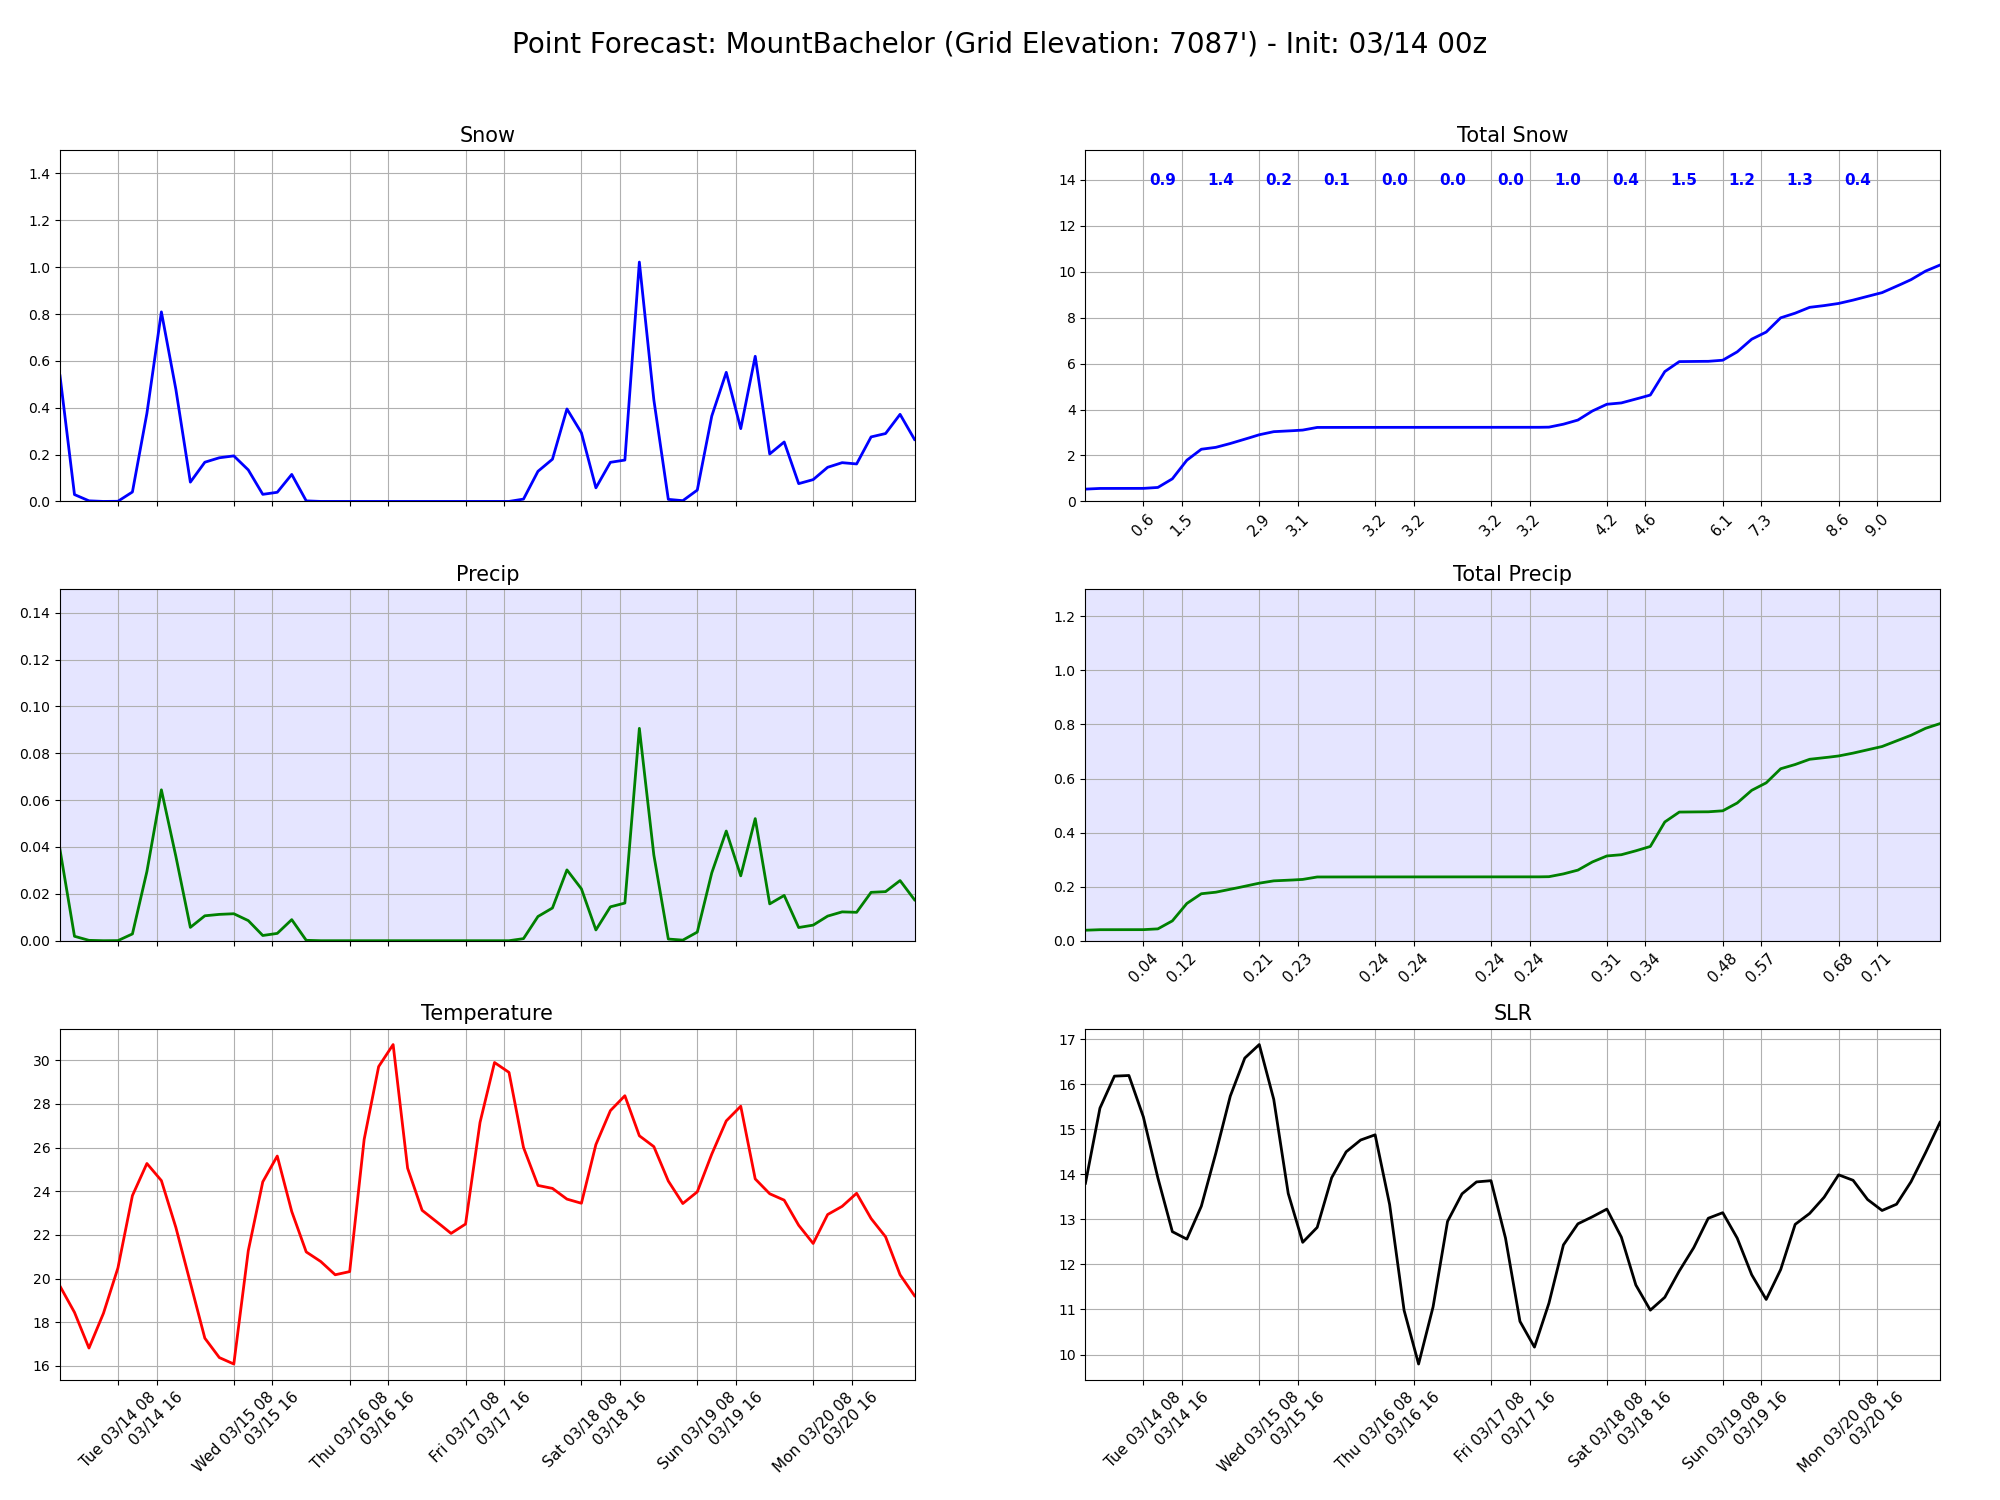 Point Forecast: MountBachelor (Grid Elevation: 7087') - Init: 03/14 00z
Snow
1.4
1.2
1.0
0.8
0.6
0.4
0.2
0.0
Total Snow
14
12
10
8
6
4
2
0
0.9 1.4 0.2 0.1 0.0 0.0 0.0 1.0 0.4 1.5 1.2 1.3 0.4
0.6 1.5 2.9 3.1 3.2 3.2 3.2 3.2 4.2 4.6 6.1 7.3 8.6 9.0
Precip
0.14
0.12
0.10
0.08
0.06
0.04
0.02
0.00
Total Precip
1.2
1.0
0.8
0.6
0.4
0.2
0.0
0.04 0.12 0.21 0.23 0.24 0.24 0.24 0.24 0.31 0.34 0.48 0.57 0.68 0.71
Temperature
30
28
26
24
22
20
18
16
Tue 03/14 08
03/14 16
Wed 03/15 08
03/15 16
Thu 03/16 08
03/16 16
Fri 03/17 08
03/17 16
Sat 03/18 08
03/18 16
Sun 03/19 08
03/19 16
Mon 03/20 08
03/20 16
SLR
17
16
15
14
13
12
11
10
Tue 03/14 08
03/14 16
Wed 03/15 08
03/15 16
Thu 03/16 08
03/16 16
Fri 03/17 08
03/17 16
Sat 03/18 08
03/18 16
Sun 03/19 08
03/19 16
Mon 03/20 08
03/20 16